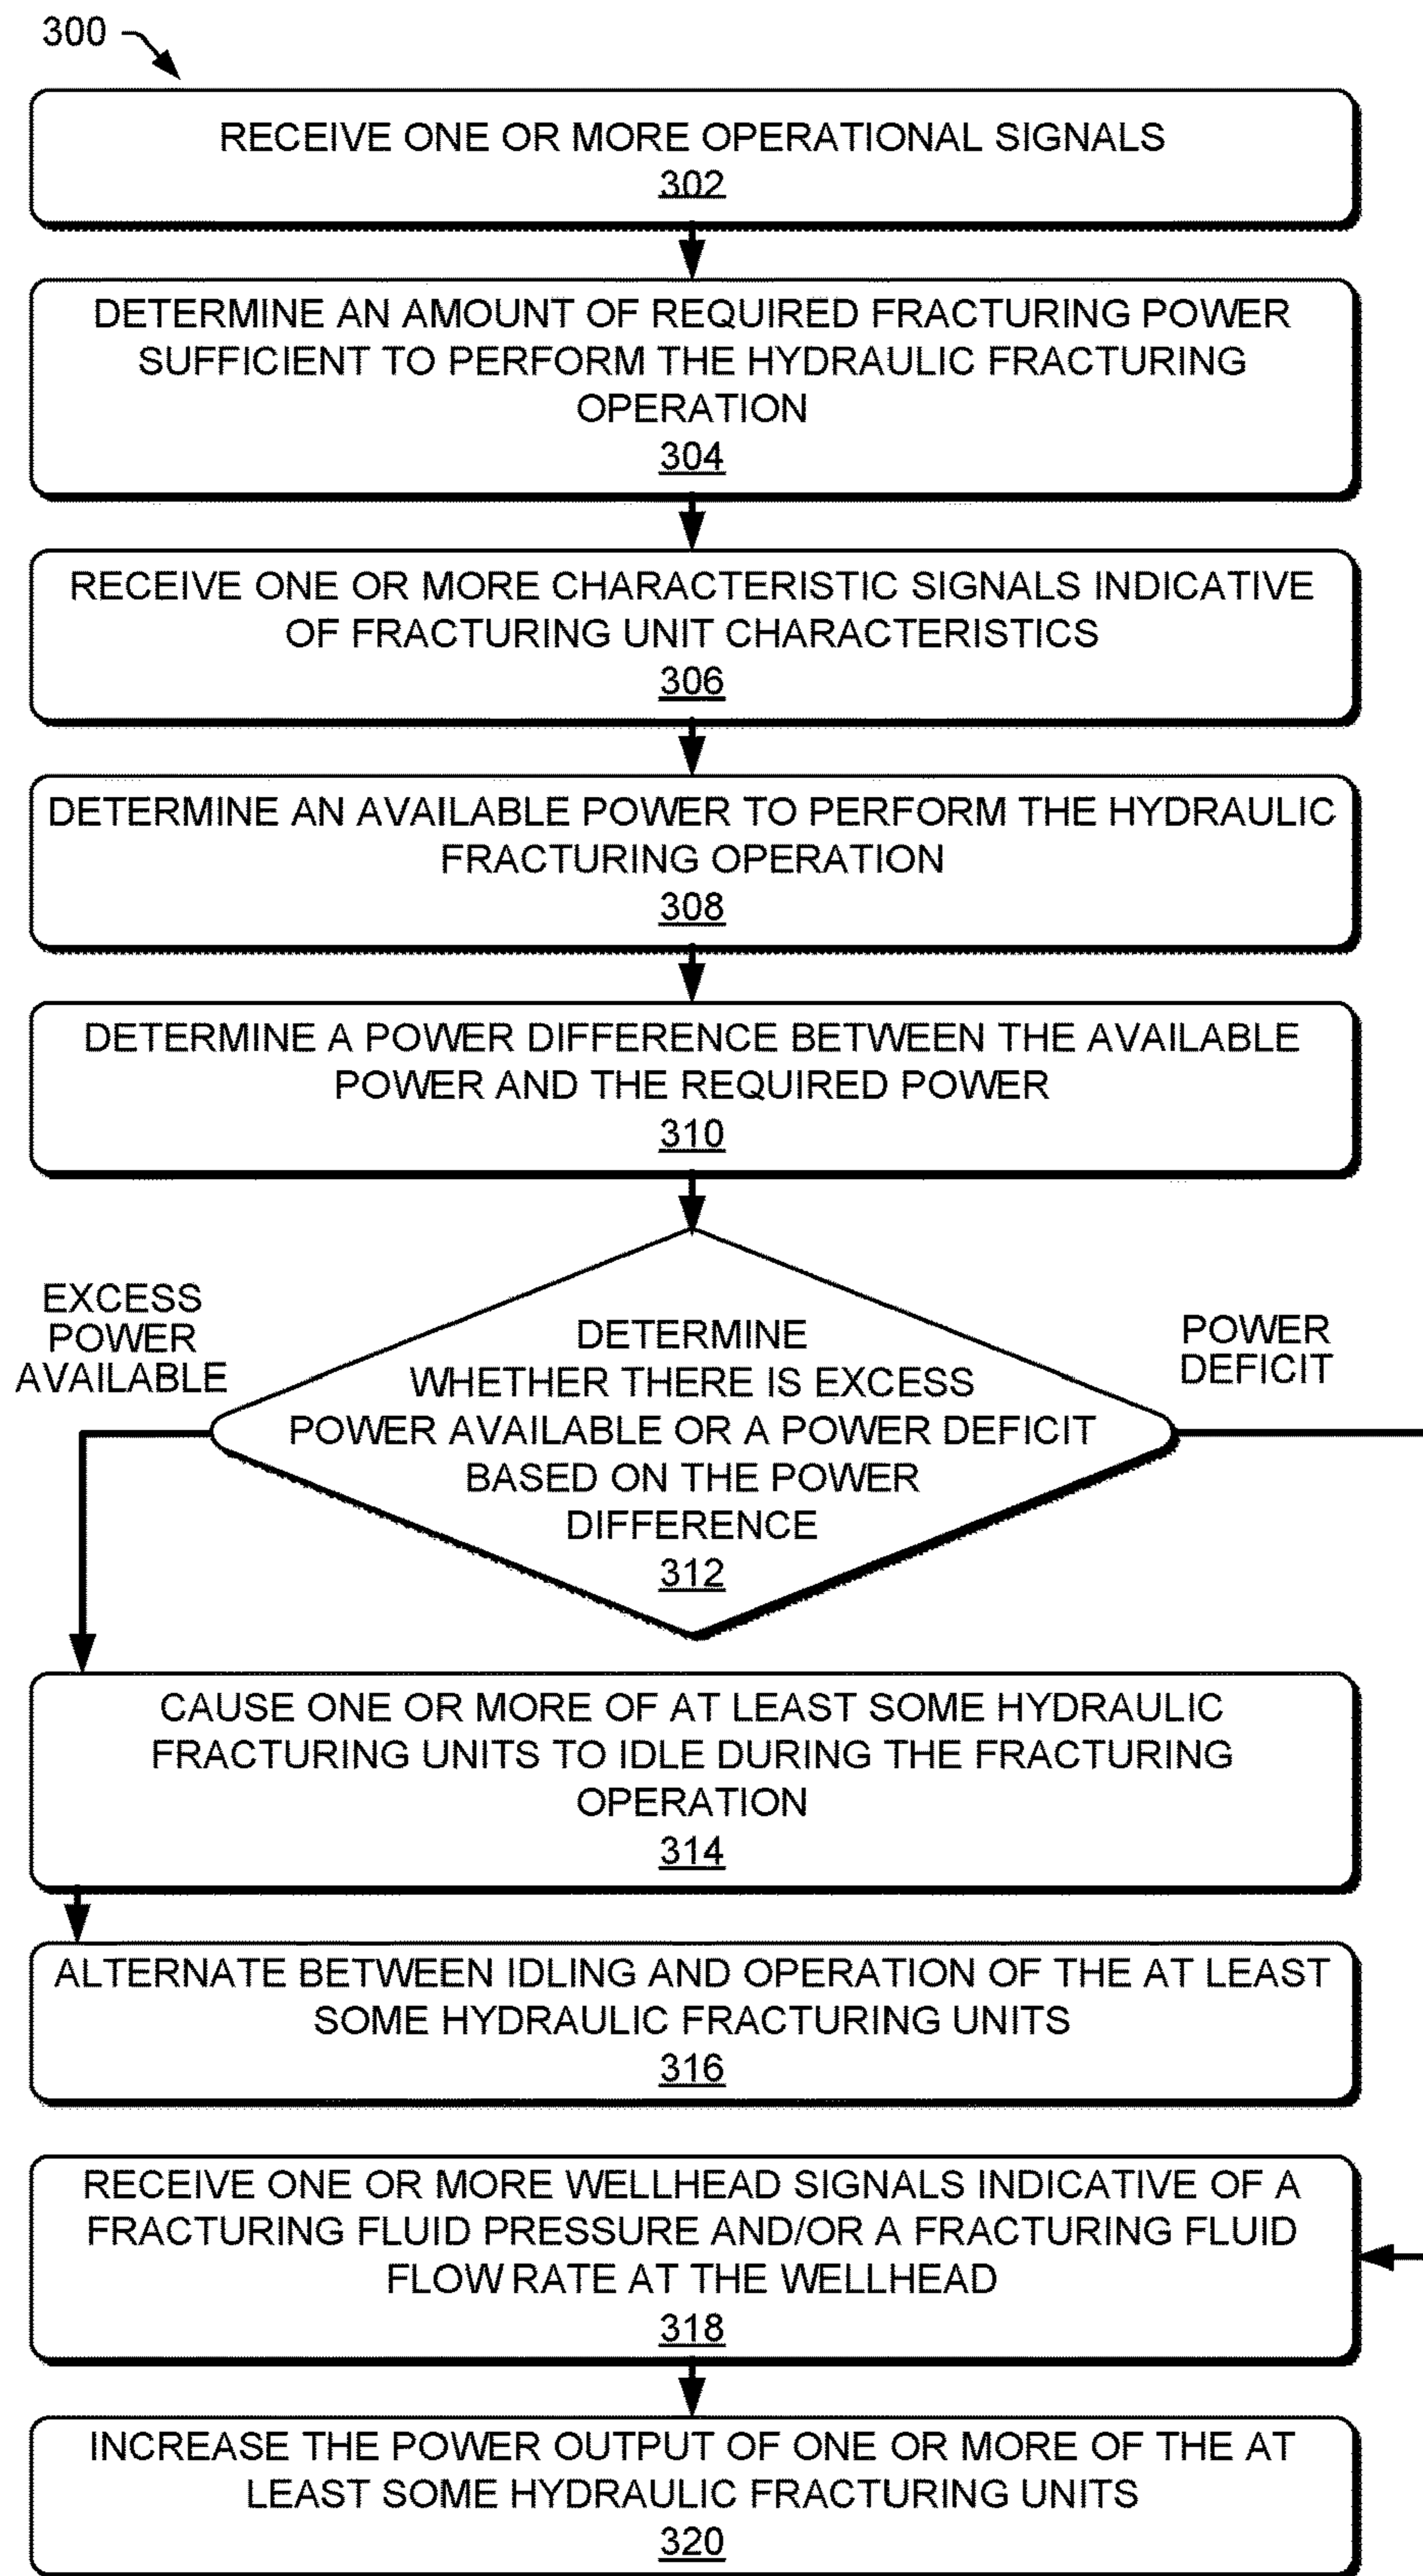 300
RECEIVE ONE OR MORE OPERATIONAL SIGNALS
302
DETERMINE AN AMOUNT OF REQUIRED FRACTURING POWER
SUFFICIENT TO PERFORM THE HYDRAULIC FRACTURING
OPERATION
304
RECEIVE ONE OR MORE CHARACTERISTIC SIGNALS INDICATIVE
OF FRACTURING UNIT CHARACTERISTICS
306
DETERMINE AN AVAILABLE POWER TO PERFORM THE HYDRAULIC
FRACTURING OPERATION
308
DETERMINE A POWER DIFFERENCE BETWEEN THE AVAILABLE
POWER AND THE REQUIRED POWER
310
EXCESS
POWER
AVAILABLE
DETERMINE
WHETHER THERE IS EXCESS
POWER AVAILABLE OR A POWER DEFICIT
BASED ON THE POWER
DIFFERENCE
312
POWER
DEFICIT
CAUSE ONE OR MORE OF AT LEAST SOME HYDRAULIC
FRACTURING UNITS TO IDLE DURING THE FRACTURING
OPERATION
314
ALTERNATE BETWEEN IDLING AND OPERATION OF THE AT LEAST
SOME HYDRAULIC FRACTURING UNITS
316
RECEIVE ONE OR MORE WELLHEAD SIGNALS INDICATIVE OF A
FRACTURING FLUID PRESSURE AND/OR A FRACTURING FLUID
FLOW RATE AT THE WELLHEAD
318
INCREASE THE POWER OUTPUT OF ONE OR MORE OF THE AT
LEAST SOME HYDRAULIC FRACTURING UNITS
320